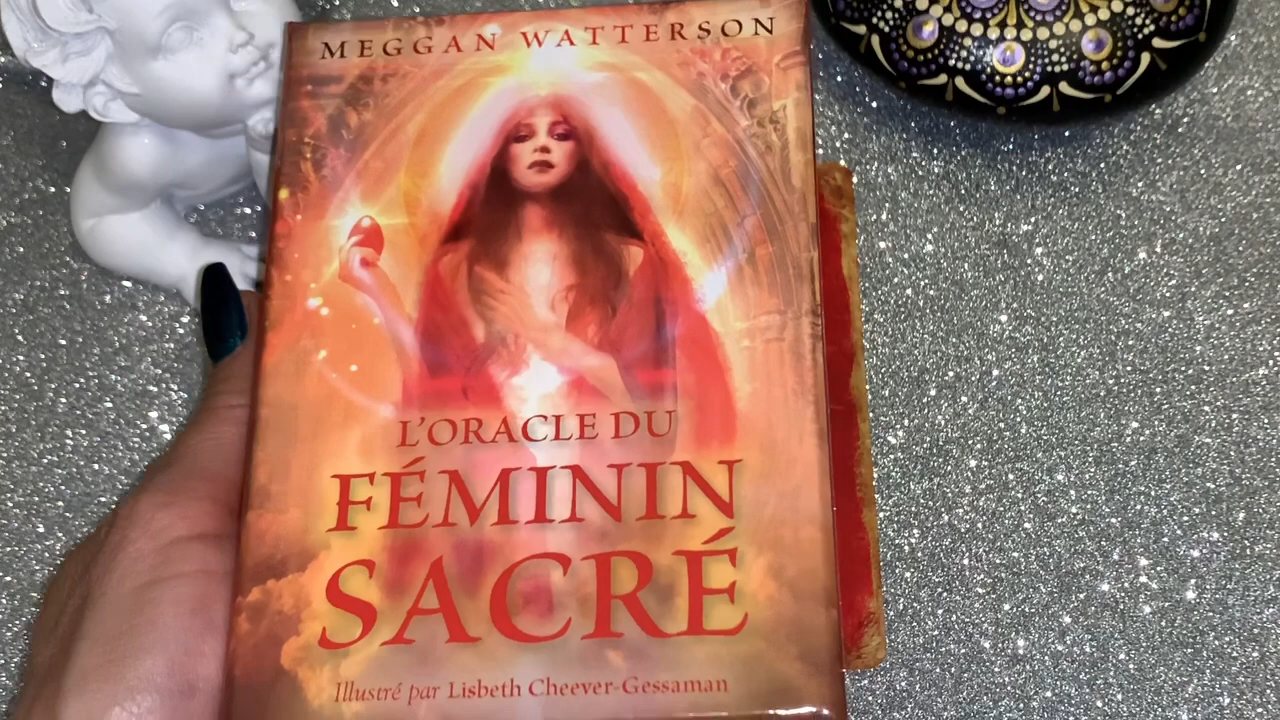 MEGGAN WATTERSON
L'ORACLE DU
FÉMININ
SACRÉ
Illustré par Lisbeth Cheever-Gessaman